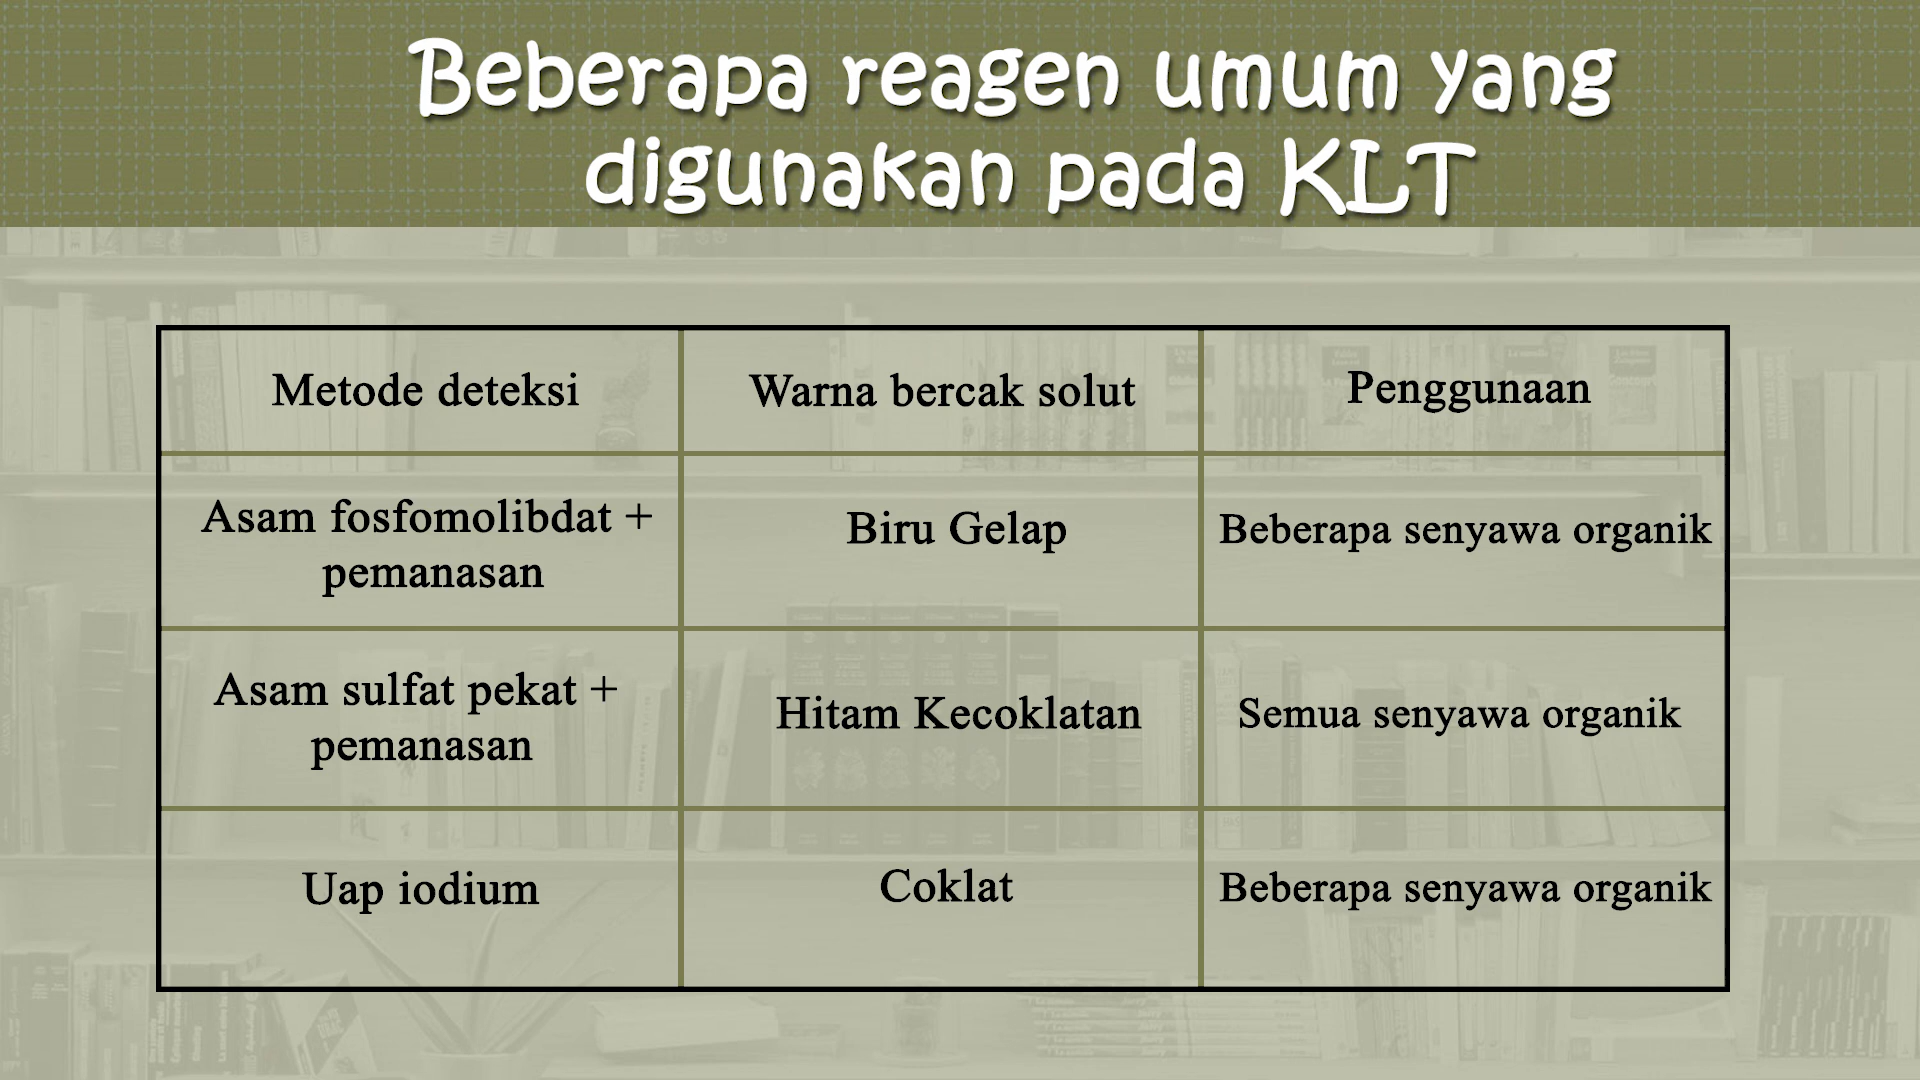 Beberapa reagen umum yang
digunakan pada KLT
Metode deteksi
Warna bercak solut
Penggunaan
Asam fosfomolibdat +
pemanasan
Biru Gelap
Beberapa senyawa organik
Asam sulfat pekat +
pemanasan
Hitam Kecoklatan
Semua senyawa organik
Uap iodium
Coklat
Beberapa senyawa organik